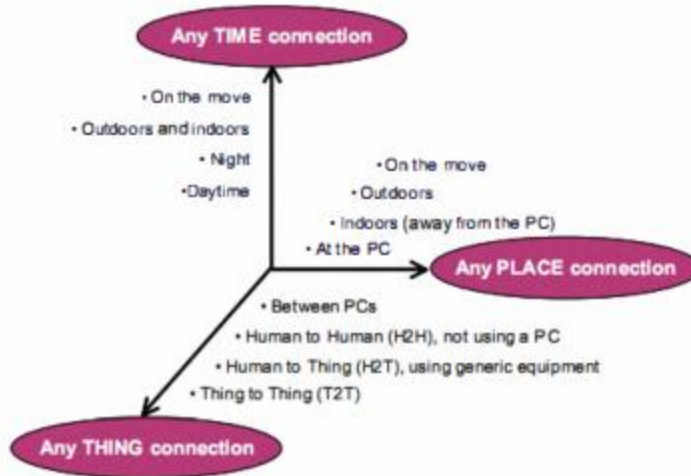 Any TIME connection
• On the move
• Outdoors and indoors
• Night
•Daytime
• On the move
• Outdoors
• Indoors (away from the PC)
• At the PC
Any PLACE connection
• Between PCs
• Human to Human (H2H), not using a PC
• Human to Thing (H2T), using generic equipment
• Thing to Thing (T2T)
Any THING connection